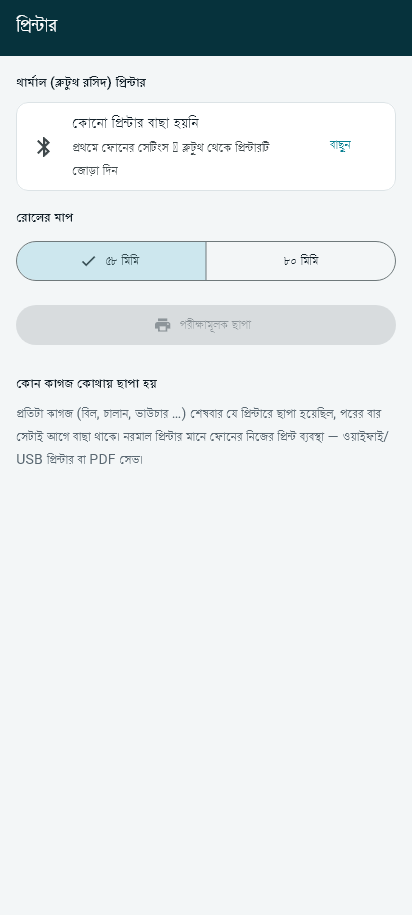 প্রিন্টার
থার্মাল (ব্লুটুথ রসিদ) প্রিন্টার
কোনো প্রিন্টার বাছা হয়নি
প্রথমে ফোনের সেটিংস ব্লুটুথ থেকে প্রিন্টারটি
জোড়া দিন
বাছুন
রোলের মাপ
৫৮ মিমি
৮০ মিমি
পরীক্ষামূলক ছাপা
কোন কাগজ কোথায় ছাপা হয়
প্রতিটা কাগজ (বিল, চালান, ভাউচার ...) শেষবার যে প্রিন্টারে ছাপা হয়েছিল, পরের বার
সেটাই আগে বাছা থাকে। নরমাল প্রিন্টার মানে ফোনের নিজের প্রিন্ট ব্যবস্থা — ওয়াইফাই/
USB প্রিন্টার বা PDF সেভ।